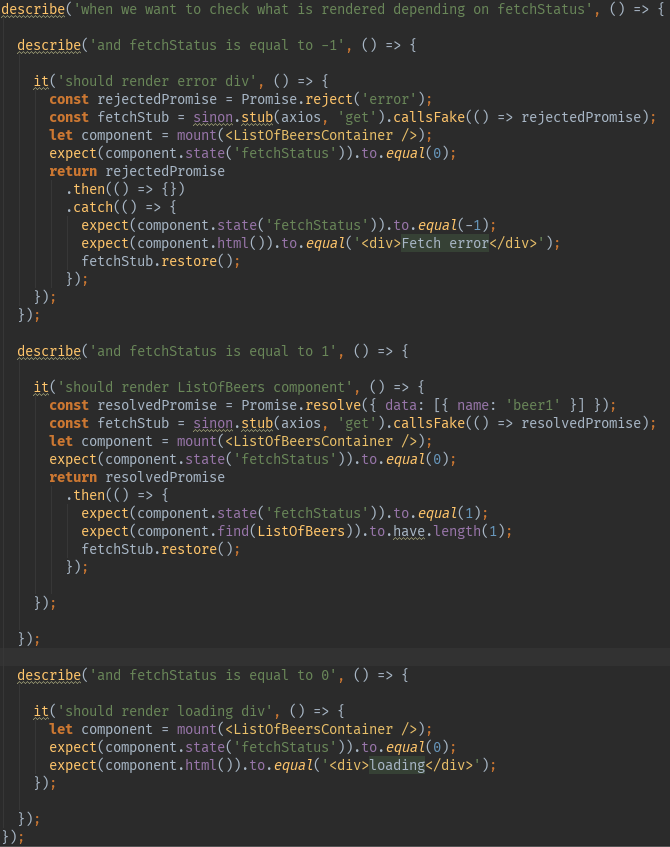 describe('when we want to check what is rendered depending on fetchStatus', () => {
describe('and fetchStatus is equal to -1', () => {
it('should render error div', () => {
const rejectedPromise = Promise.reject('error');
const fetchStub = sinon.stub(axios, 'get').callsFake(() => rejectedPromise);
let component = mount(<ListOfBeersContainer />);
expect(component.state('fetchStatus')).to.equal(0);
return rejectedPromise
.then(() => {})
.catch(() => {
expect(component.state('fetchStatus')).to.equal(-1);
expect(component.html()).to.equal('<div>Fetch error</div>');
fetchStub.restore();
});
});
});
describe('and fetchStatus is equal to 1', () => {
it('should render ListOfBeers component', () => {
const resolvedPromise = Promise.resolve({ data: [{ name: 'beer1' }] });
const fetchStub = sinon.stub(axios, 'get').callsFake(() => resolvedPromise);
let component = mount(<ListOfBeersContainer />);
expect(component.state('fetchStatus')).to.equal(0);
return resolvedPromise
.then(() => {
expect(component.state('fetchStatus')).to.equal(1);
expect(component.find(ListOfBeers)).to.have.length(1);
fetchStub.restore();
});
});
});
describe('and fetchStatus is equal to 0', () => {
it('should render loading div', () => {
let component = mount(<ListOfBeersContainer />);
expect(component.state('fetchStatus')).to.equal(0);
expect(component.html()).to.equal('<div>loading</div>');
});
});
});